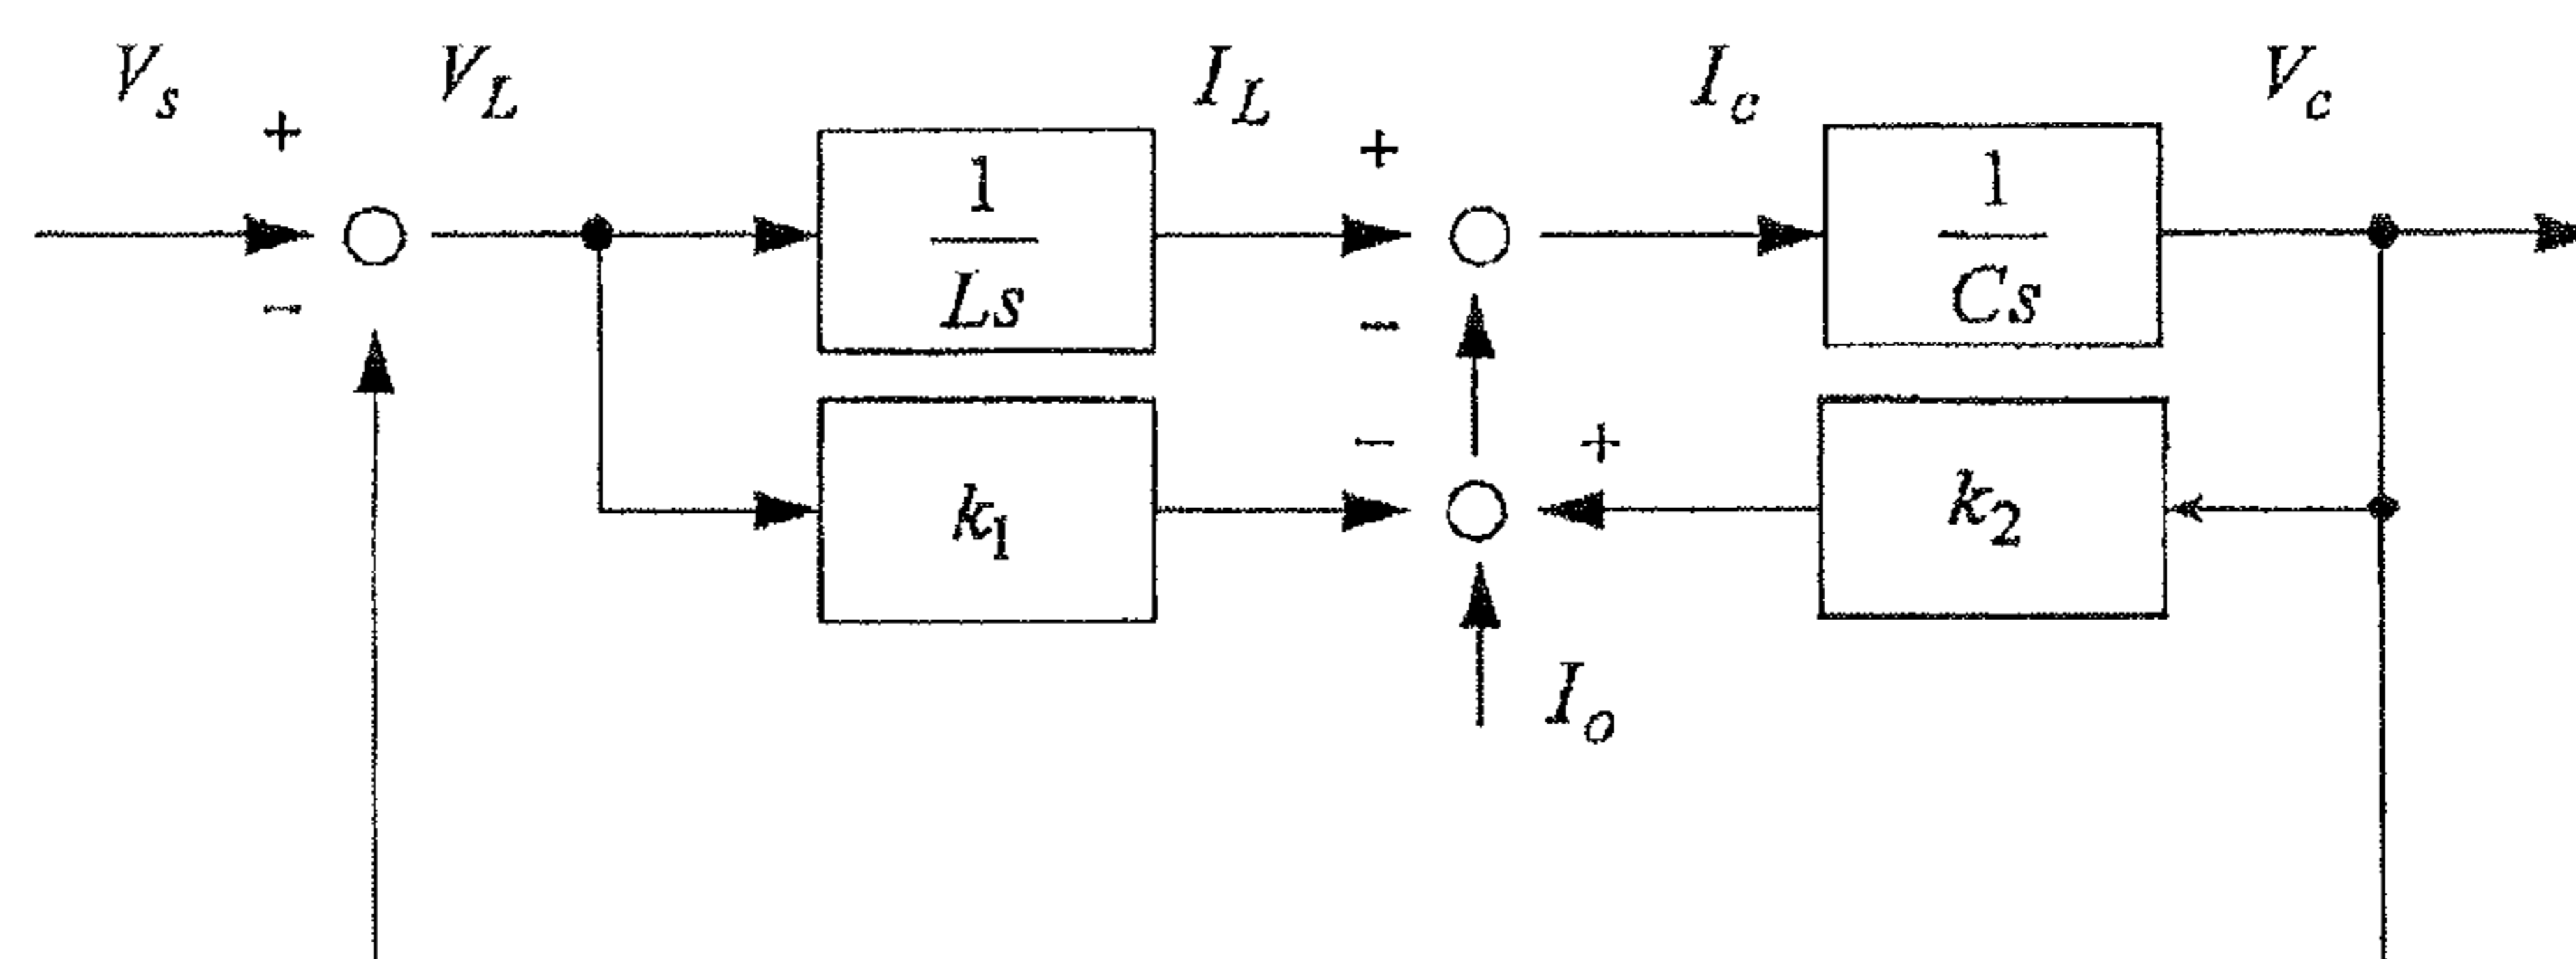 V_s V_L I_L I_c V_c
+ +
1 1
Ls Cs
− −
− +
k_1 k_2
I_o